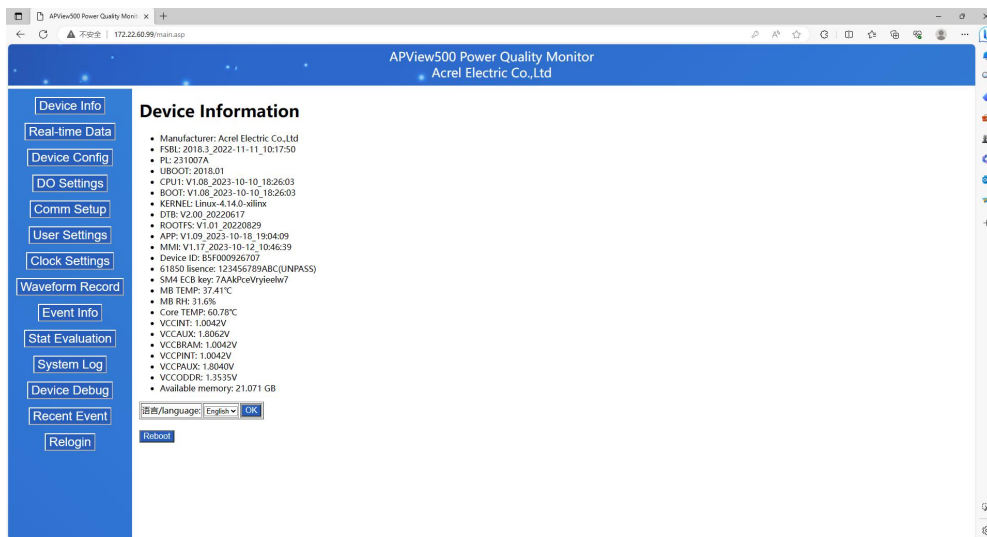 APView500 Power Quality Monit
不安全 | 172.22.60.99/main.asp
APView500 Power Quality Monitor
Acrel Electric Co.,Ltd
Device Info
Real-time Data
Device Config
DO Settings
Comm Setup
User Settings
Clock Settings
Waveform Record
Event Info
Stat Evaluation
System Log
Device Debug
Recent Event
Relogin
Device Information
Manufacturer: Acrel Electric Co,Ltd
FSBL: 2018.3_2022-11-11_10:17:50
PL: 231007A
UBOOT: 2018.01
CPU1: V1.08_2023-10-10_18:26:03
BOOT: V1.08_2023-10-10_18:26:03
KERNEL: Linux-4.14.0-xilinx
DTB: V2.00_20220617
ROOTFS: V1.01_20220829
APP: V1.09_2023-10-18_19:04:09
MMI: V1.17_2023-10-12_10:46:39
Device ID: B5F000926707
61850 lisence: 123456789ABC(UNPASS)
SM4 ECB key: 7AAkPceVryieelw7
MB TEMP: 37.41℃
MB RH: 31.6%
Core TEMP: 60.78℃
VCCINT: 1.0042V
VCCAUX: 1.8062V
VCCBRAM: 1.0042V
VCCPINT: 1.0042V
VCCPAUX: 1.8040V
VCCODDR: 1.3535V
Available memory: 21.071 GB
语言/language: English OK
Reboot